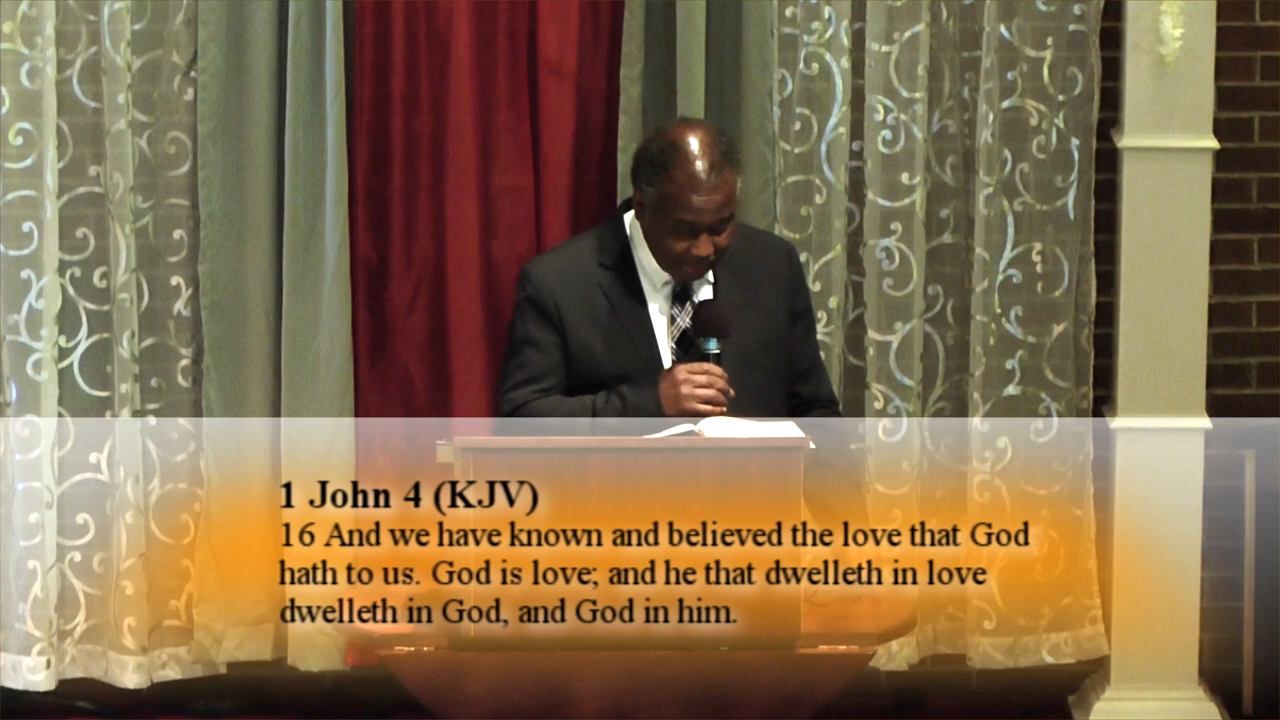 1 John 4 (KJV)
16 And we have known and believed the love that God
hath to us. God is love; and he that dwelleth in love
dwelleth in God, and God in him.